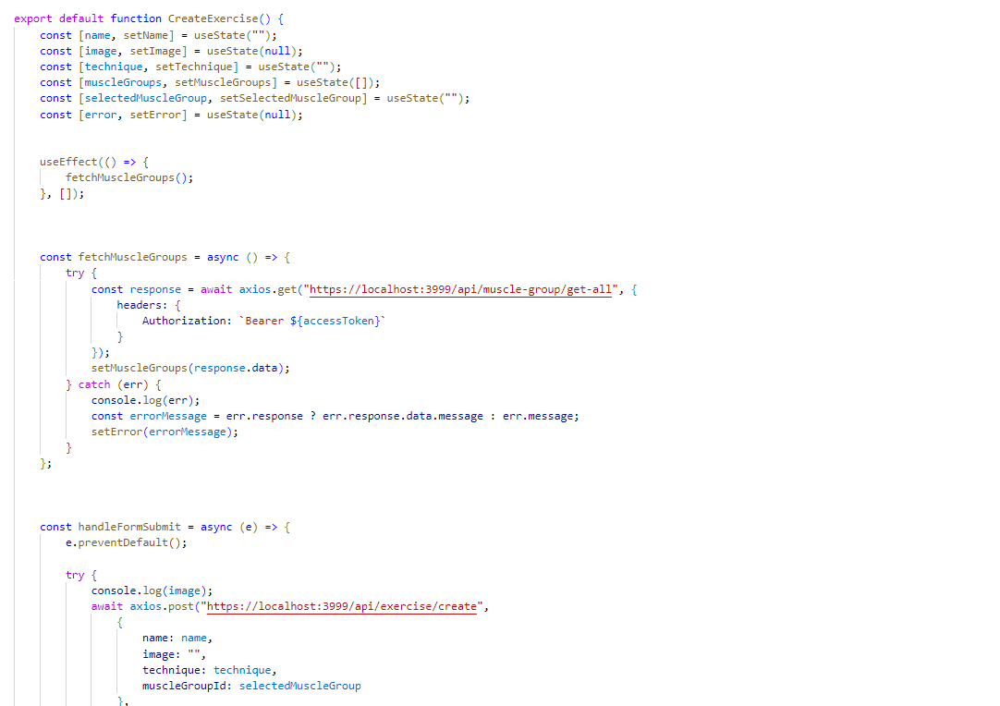 export default function CreateExercise() {
    const [name, setName] = useState("");
    const [image, setImage] = useState(null);
    const [technique, setTechnique] = useState("");
    const [muscleGroups, setMuscleGroups] = useState([]);
    const [selectedMuscleGroup, setSelectedMuscleGroup] = useState("");
    const [error, setError] = useState(null);
    useEffect(() => {
        fetchMuscleGroups();
    }, []);
    const fetchMuscleGroups = async () => {
        try {
            const response = await axios.get("https://localhost:3999/api/muscle-group/get-all", {
                headers: {
                    Authorization: `Bearer ${accessToken}`
                }
            });
            setMuscleGroups(response.data);
        } catch (err) {
            console.log(err);
            const errorMessage = err.response ? err.response.data.message : err.message;
            setError(errorMessage);
        }
    };
    const handleFormSubmit = async (e) => {
        e.preventDefault();
        try {
            console.log(image);
            await axios.post("https://localhost:3999/api/exercise/create",
                {
                    name: name,
                    image: "",
                    technique: technique,
                    muscleGroupId: selectedMuscleGroup
                },